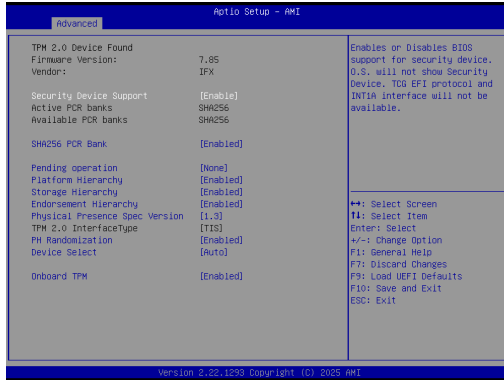 Aptio Setup - AMI
Advanced
TPM 2.0 Device Found
Firmware Version: 7.85
Vendor: IFX
Security Device Support [Enable]
Active PCR banks SHA256
Available PCR banks SHA256
SHA256 PCR Bank [Enabled]
Pending operation [None]
Platform Hierarchy [Enabled]
Storage Hierarchy [Enabled]
Endorsement Hierarchy [Enabled]
Physical Presence Spec Version [1.3]
TPM 2.0 InterfaceType [TIS]
PH Randomization [Enabled]
Device Select [Auto]
Onboard TPM [Enabled]
Enables or Disables BIOS
support for security device.
O.S. will not show Security
Device. TCG EFI protocol and
INT1A interface will not be
available.
↔: Select Screen
↑↓: Select Item
Enter: Select
+/-: Change Option
F1: General Help
F7: Discard Changes
F9: Load UEFI Defaults
F10: Save and Exit
ESC: Exit
Version 2.22.1293 Copyright (C) 2025 AMI